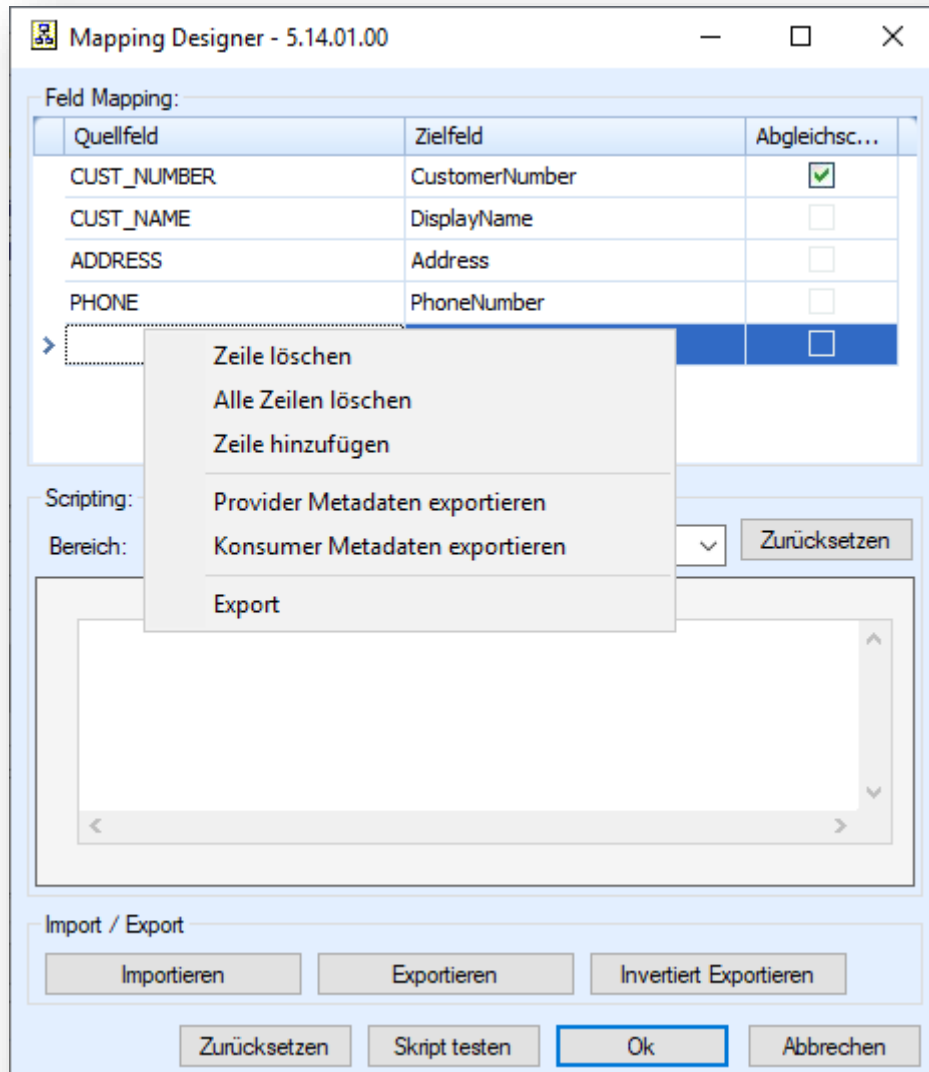 Mapping Designer - 5.14.01.00
Feld Mapping:
Quellfeld Zielfeld Abgleichsc...
CUST_NUMBER CustomerNumber
CUST_NAME DisplayName
ADDRESS Address
PHONE PhoneNumber
Zeile löschen
Alle Zeilen löschen
Zeile hinzufügen
Scripting:
Provider Metadaten exportieren
Bereich:
Konsumer Metadaten exportieren
Zurücksetzen
Export
Import / Export
Importieren Exportieren Invertiert Exportieren
Zurücksetzen Skript testen Ok Abbrechen